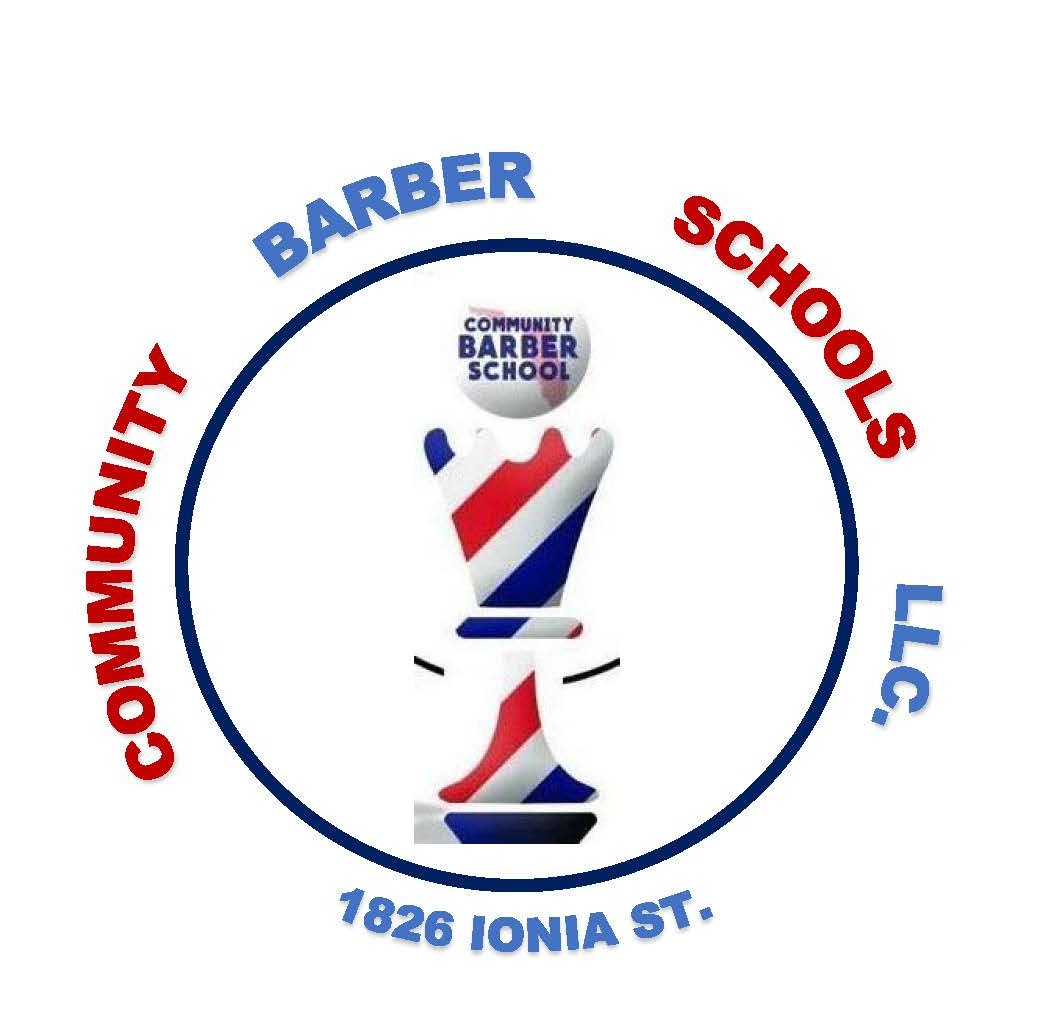 COMMUNITY BARBER SCHOOLS LLC.
COMMUNITY
BARBER
SCHOOL
1826 IONIA ST.